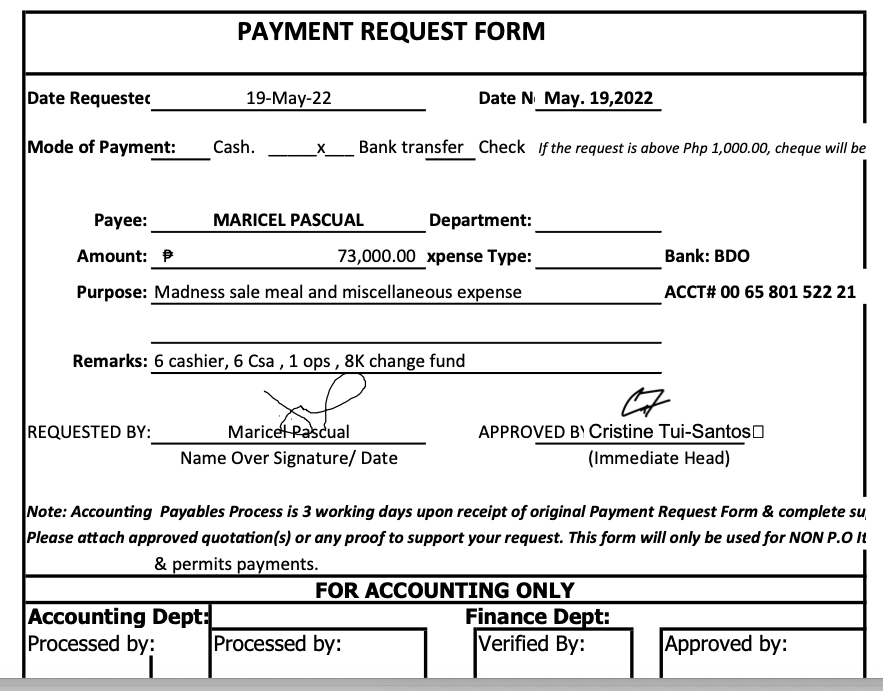 PAYMENT REQUEST FORM
Date Requested 19-May-22 Date N May. 19,2022
Mode of Payment: Cash. _____x___ Bank transfer Check If the request is above Php 1,000.00, cheque will be
Payee: MARICEL PASCUAL Department:
Amount: ₱ 73,000.00 xpense Type: Bank: BDO
Purpose: Madness sale meal and miscellaneous expense ACCT# 00 65 801 522 21
Remarks: 6 cashier, 6 Csa , 1 ops , 8K change fund
REQUESTED BY: Maricel Pascual APPROVED BY Cristine Tui-Santos
Name Over Signature/ Date (Immediate Head)
Note: Accounting Payables Process is 3 working days upon receipt of original Payment Request Form & complete su
Please attach approved quotation(s) or any proof to support your request. This form will only be used for NON P.O It
& permits payments.
FOR ACCOUNTING ONLY
Accounting Dept: Finance Dept:
Processed by: Processed by: Verified By: Approved by: